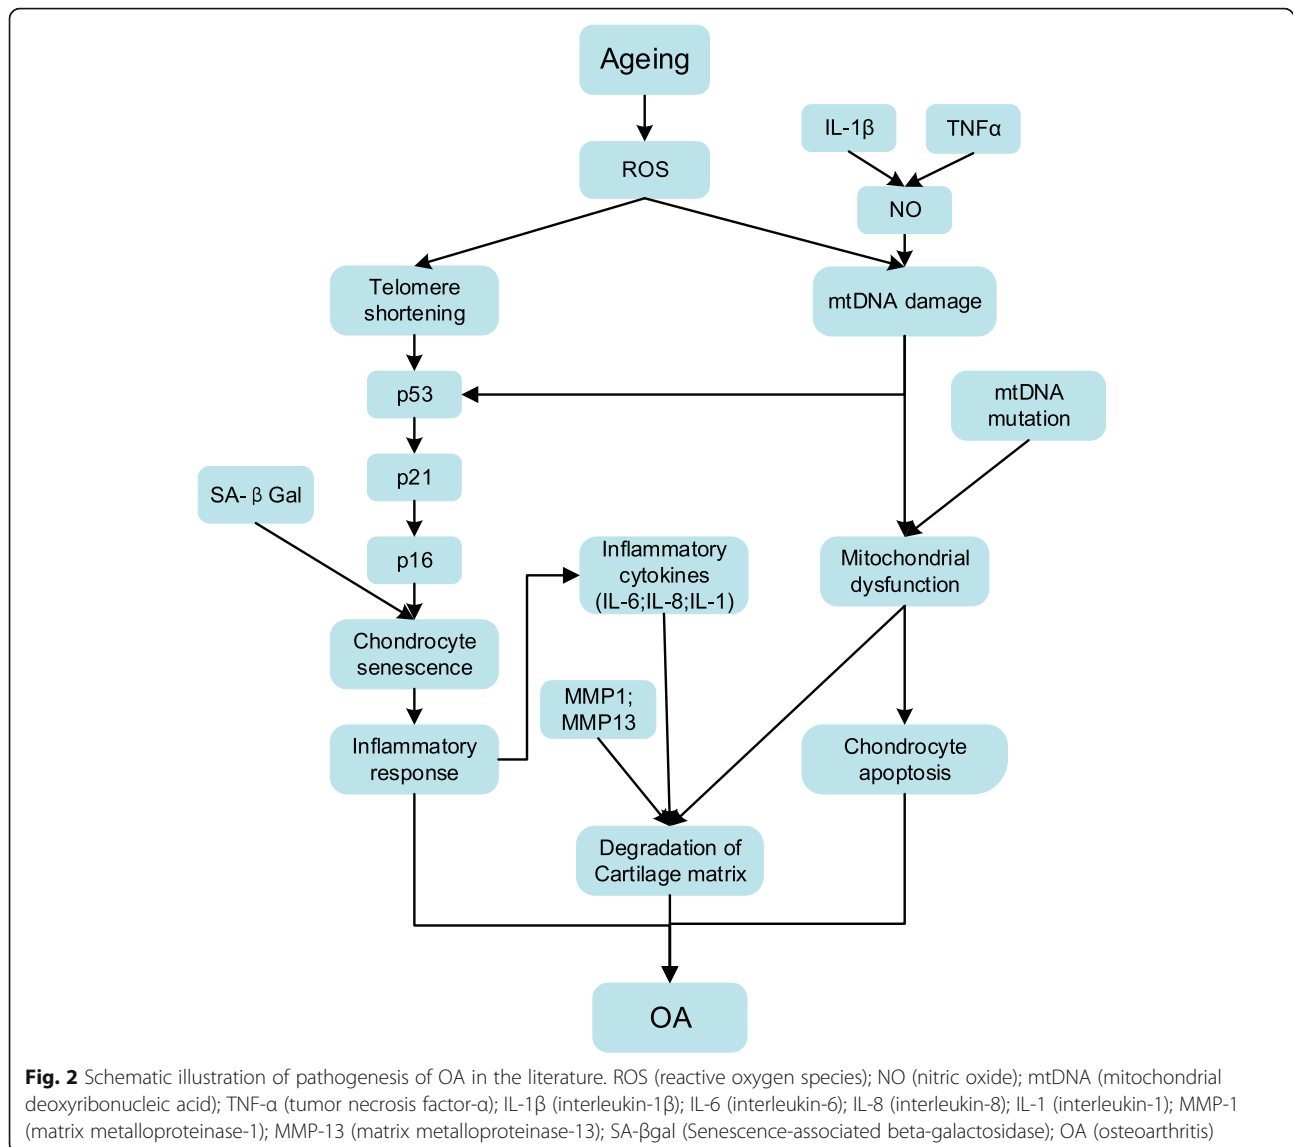 Ageing
IL-1β
TNFα
ROS
NO
Telomere
shortening
mtDNA damage
p53
mtDNA
mutation
p21
SA- β Gal
p16
Inflammatory
cytokines
(IL-6;IL-8;IL-1)
Mitochondrial
dysfunction
Chondrocyte
senescence
MMP1;
MMP13
Inflammatory
response
Chondrocyte
apoptosis
Degradation of
Cartilage matrix
OA
Fig. 2 Schematic illustration of pathogenesis of OA in the literature. ROS (reactive oxygen species); NO (nitric oxide); mtDNA (mitochondrial
deoxyribonucleic acid); TNF-α (tumor necrosis factor-α); IL-1β (interleukin-1β); IL-6 (interleukin-6); IL-8 (interleukin-8); IL-1 (interleukin-1); MMP-1
(matrix metalloproteinase-1); MMP-13 (matrix metalloproteinase-13); SA-βgal (Senescence-associated beta-galactosidase); OA (osteoarthritis)